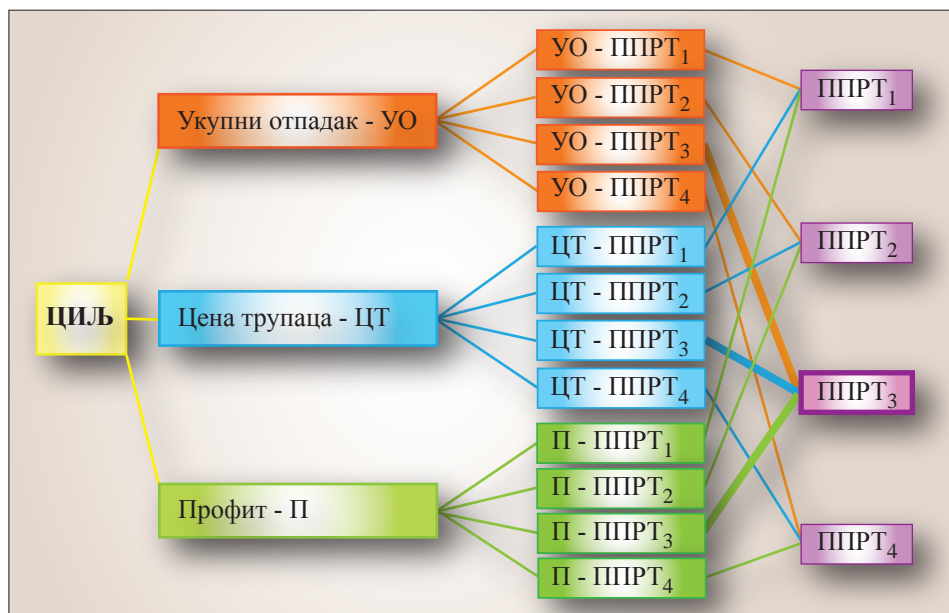 ЦИЉ
Укупни отпадак - УО
Цена трупаца - ЦТ
Профит - П
УО - ППРТ₁
УО - ППРТ₂
УО - ППРТ₃
УО - ППРТ₄
ЦТ - ППРТ₁
ЦТ - ППРТ₂
ЦТ - ППРТ₃
ЦТ - ППРТ₄
П - ППРТ₁
П - ППРТ₂
П - ППРТ₃
П - ППРТ₄
ППРТ₁
ППРТ₂
ППРТ₃
ППРТ₄